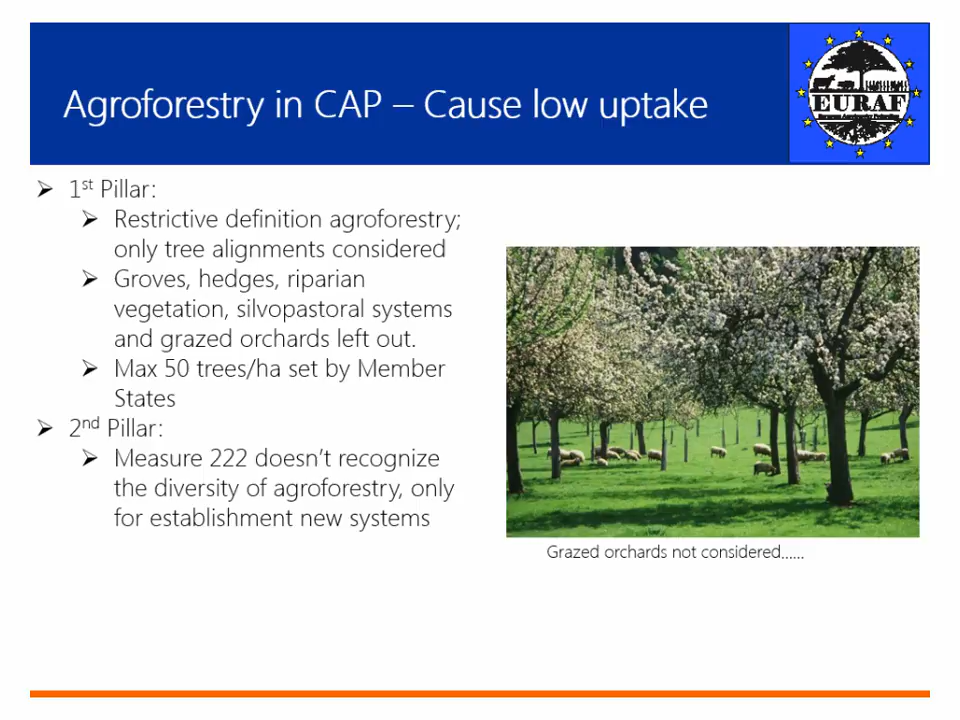 Agroforestry in CAP – Cause low uptake
EURAF
➢ 1st Pillar:
➢ Restrictive definition agroforestry;
only tree alignments considered
➢ Groves, hedges, riparian
vegetation, silvopastoral systems
and grazed orchards left out.
➢ Max 50 trees/ha set by Member
States
➢ 2nd Pillar:
➢ Measure 222 doesn’t recognize
the diversity of agroforestry, only
for establishment new systems
Grazed orchards not considered......